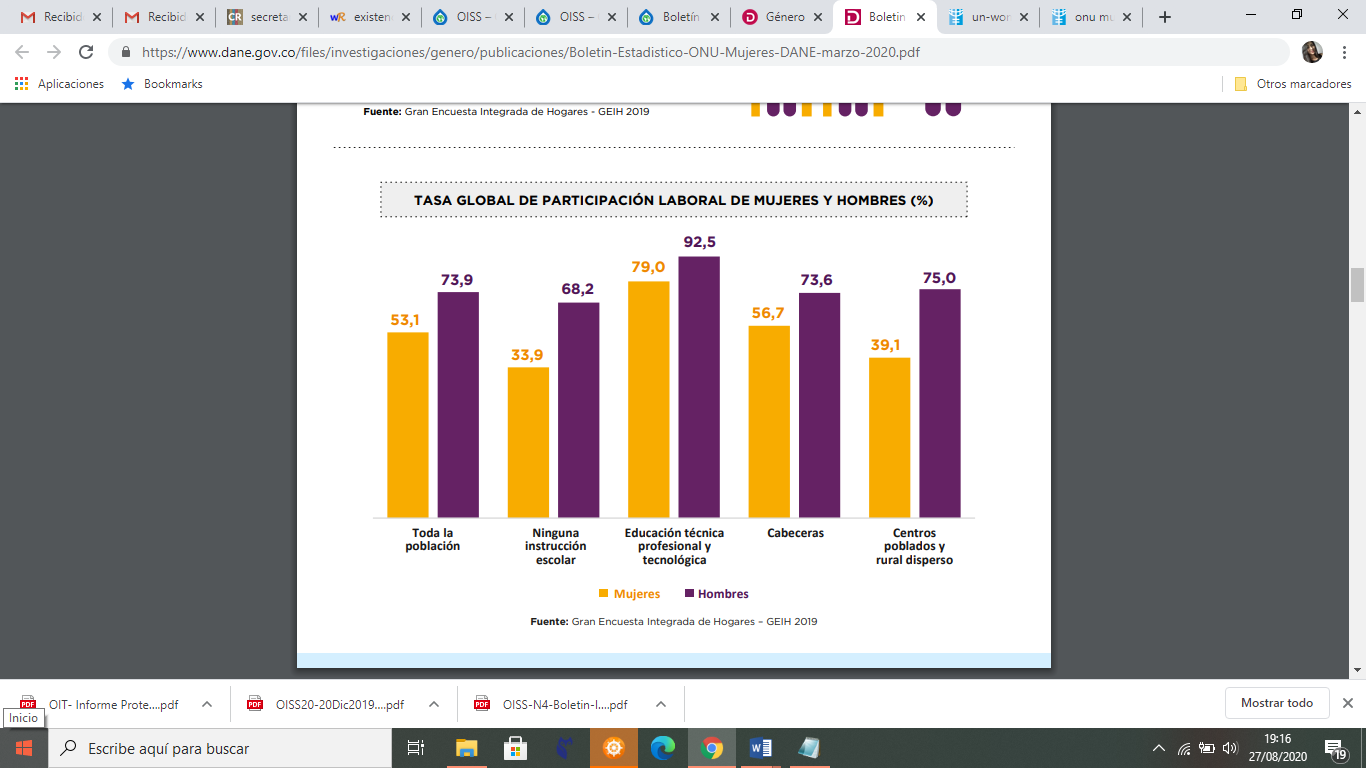 Recibid
Recibid
CR secreta
wR existen
OISS –
OISS –
Boletín
Género
Boletin
un-wor
onu mu
https://www.dane.gov.co/files/investigaciones/genero/publicaciones/Boletin-Estadistico-ONU-Mujeres-DANE-marzo-2020.pdf
Aplicaciones
Bookmarks
Otros marcadores
Fuente: Gran Encuesta Integrada de Hogares - GEIH 2019
TASA GLOBAL DE PARTICIPACIÓN LABORAL DE MUJERES Y HOMBRES (%)
53,1
73,9
33,9
68,2
79,0
92,5
56,7
73,6
39,1
75,0
Toda la
población
Ninguna
instrucción
escolar
Educación técnica
profesional y
tecnológica
Cabeceras
Centros
poblados y
rural disperso
Mujeres
Hombres
Fuente: Gran Encuesta Integrada de Hogares – GEIH 2019
OIT- Informe Prote....pdf
OISS20-20Dic2019....pdf
OISS-N4-Boletin-I....pdf
Mostrar todo
Inicio
Escribe aquí para buscar
19:16
27/08/2020
19